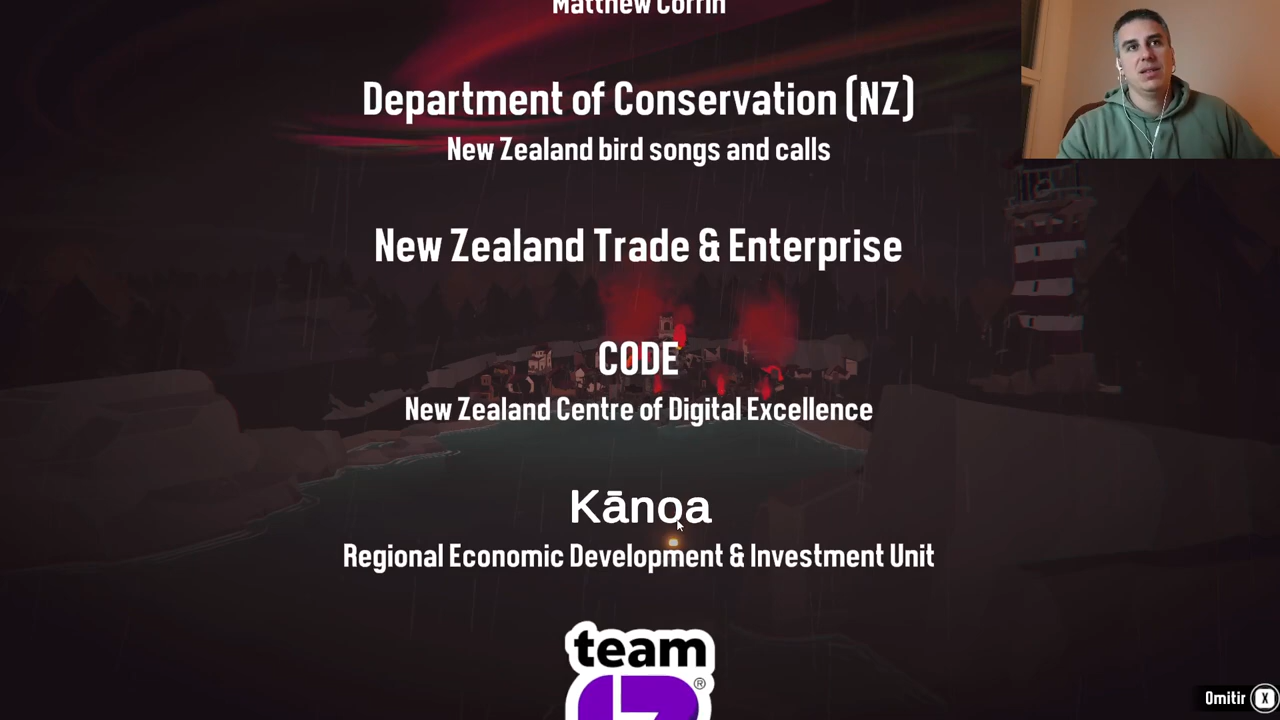 Matthew Corrin
Department of Conservation (NZ)
New Zealand bird songs and calls
New Zealand Trade & Enterprise
CODE
New Zealand Centre of Digital Excellence
Kānoa
Regional Economic Development & Investment Unit
team
®
Omitir X